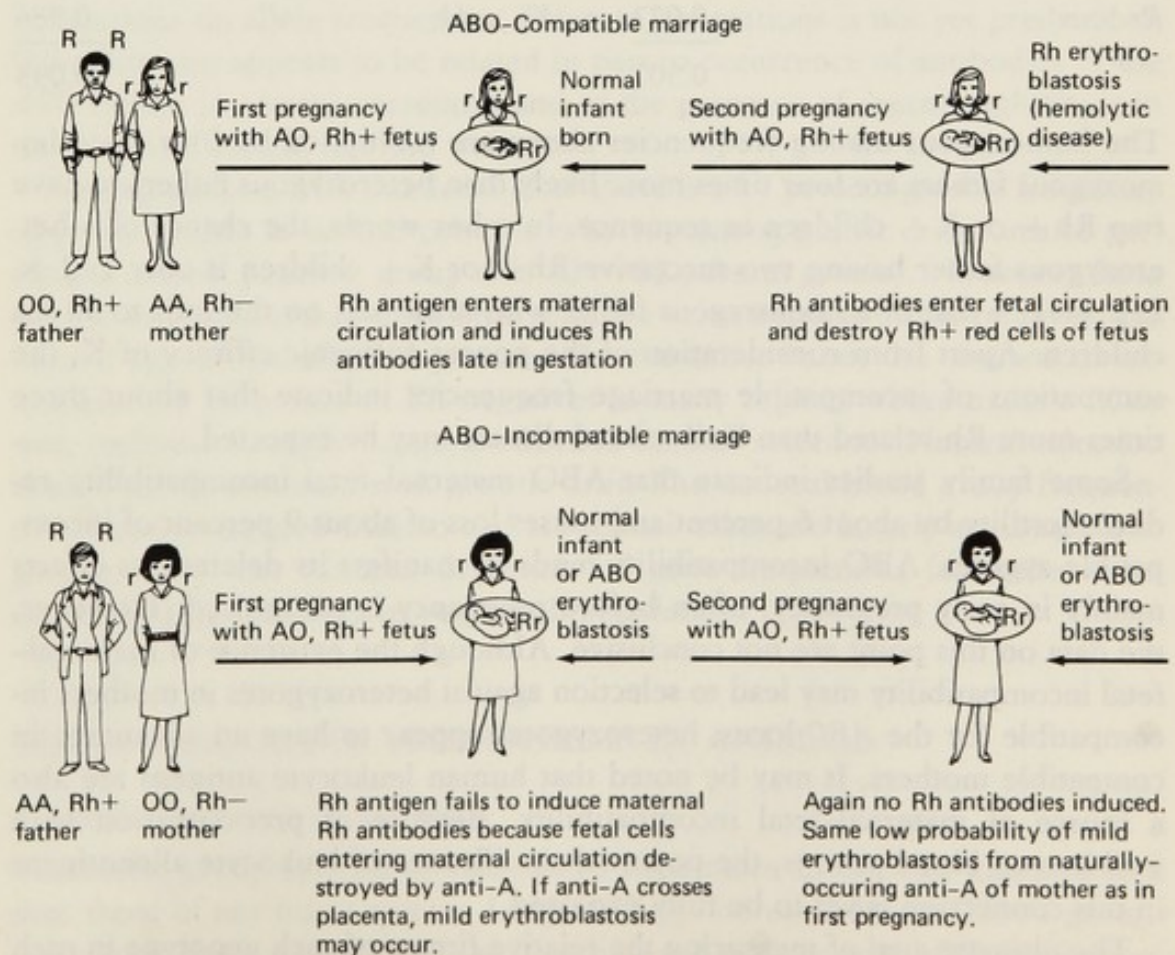 ABO-Compatible marriage
R R
r r
First pregnancy
with AO, Rh+ fetus
r r
Rr
Normal
infant
born
Second pregnancy
with AO, Rh+ fetus
r r
Rr
Rh erythro-
blastosis
(hemolytic
disease)
OO, Rh+
father
AA, Rh−
mother
Rh antigen enters maternal
circulation and induces Rh
antibodies late in gestation
Rh antibodies enter fetal circulation
and destroy Rh+ red cells of fetus
ABO-Incompatible marriage
R R
r r
First pregnancy
with AO, Rh+ fetus
r r
Rr
Normal
infant
or ABO
erythro-
blastosis
Second pregnancy
with AO, Rh+ fetus
r r
Rr
Normal
infant
or ABO
erythro-
blastosis
AA, Rh+
father
OO, Rh−
mother
Rh antigen fails to induce maternal
Rh antibodies because fetal cells
entering maternal circulation de-
stroyed by anti-A. If anti-A crosses
placenta, mild erythroblastosis
may occur.
Again no Rh antibodies induced.
Same low probability of mild
erythroblastosis from naturally-
occuring anti-A of mother as in
first pregnancy.